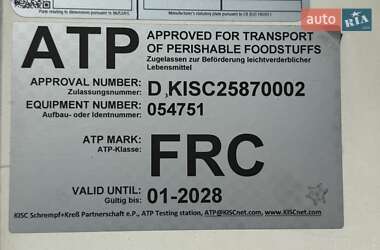 auto RIA
ATP
APPROVED FOR TRANSPORT
OF PERISHABLE FOODSTUFFS
Zugelassen zur Beförderung leichtverderblicher
Lebensmittel
APPROVAL NUMBER: D,KISC25870002
Zulassungsnummer:
EQUIPMENT NUMBER: 054751
Aufbau- oder Identnummer:
ATP MARK: FRC
ATP-Klasse:
VALID UNTIL: 01-2028
Gültig bis:
KISC Schrempf+Kreß Partnerschaft e.P., ATP Testing station, ATP@KISCnet.com, www.KISCnet.com